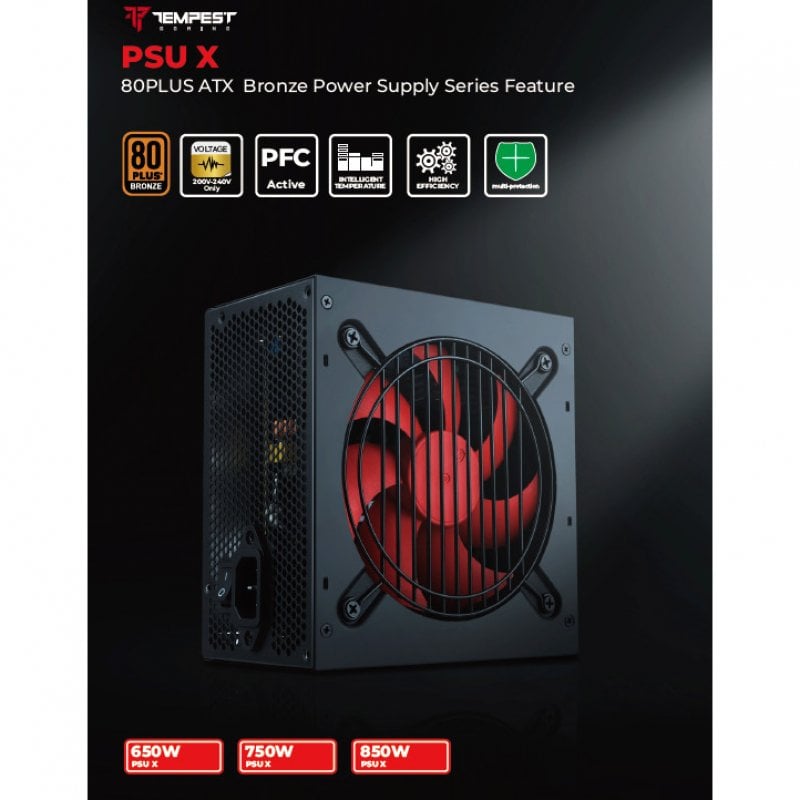 TEMPEST
GAMING
PSU X
80PLUS ATX Bronze Power Supply Series Feature
80
PLUS
BRONZE
VOLTAGE
200V-240V
Only
PFC
Active
INTELLIGENT
TEMPERATURE
HIGH
EFFICIENCY
multi-protection
650W
PSU X
750W
PSU X
850W
PSU X